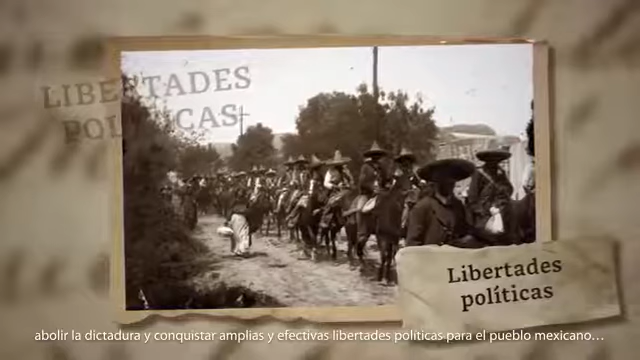 LIBERTADES
POLÍTICAS
Libertades
políticas
abolir la dictadura y conquistar amplias y efectivas libertades políticas para el pueblo mexicano...